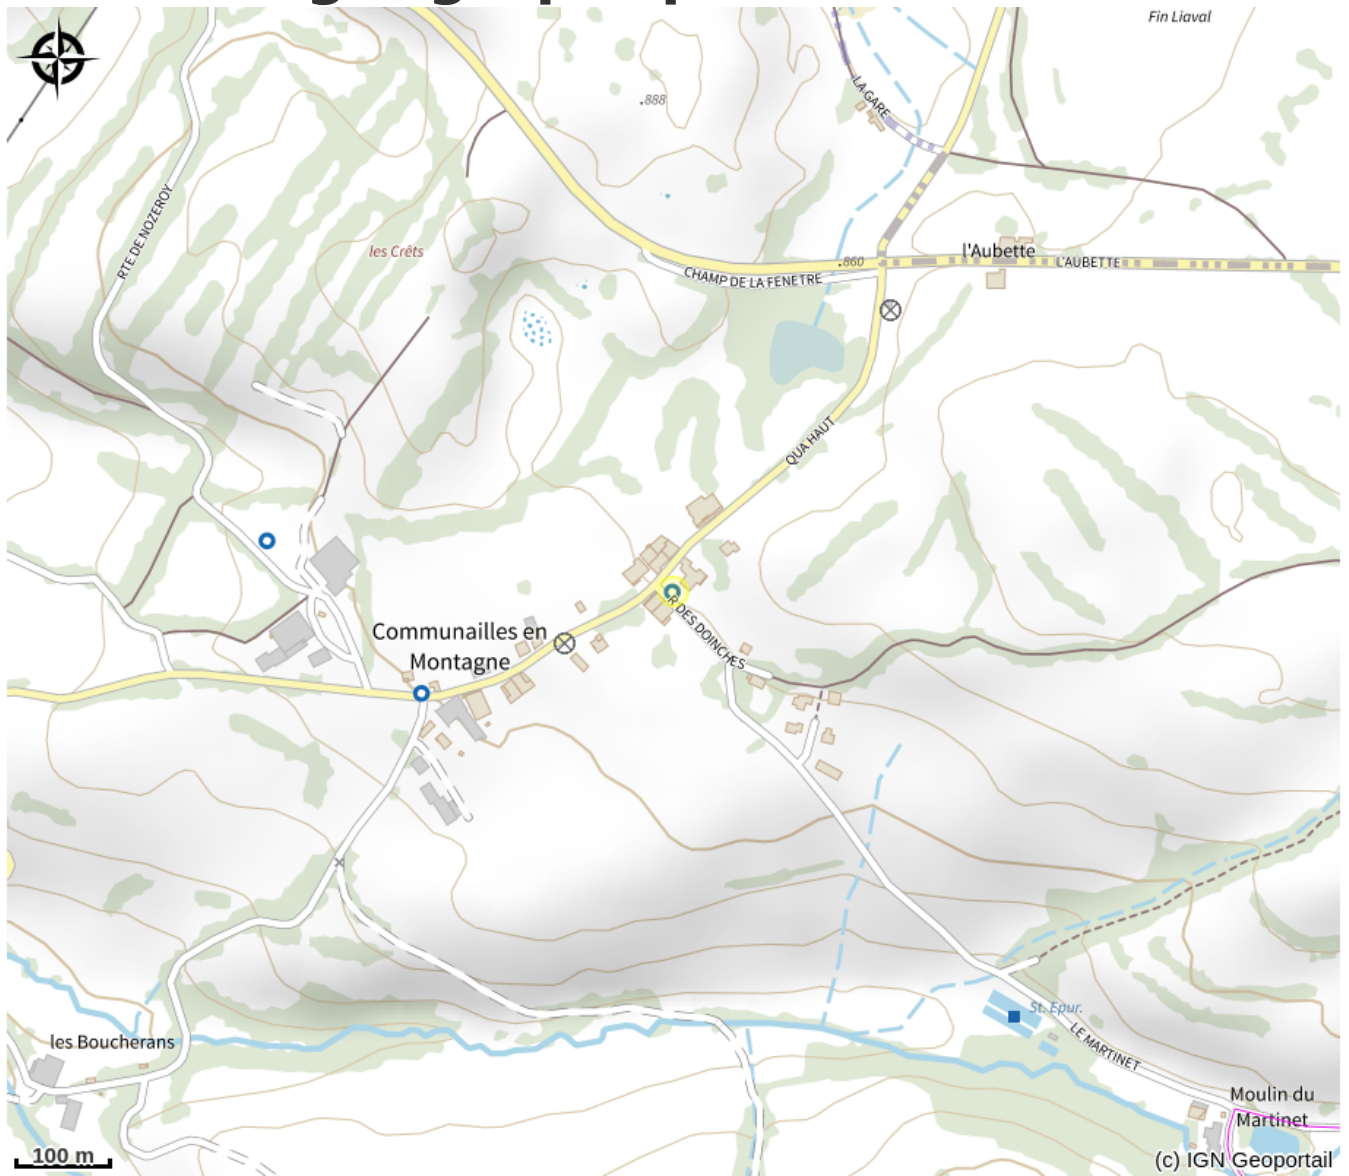 Fin Liaval
.888
LA GARE
RTE DE NOZEROY
les Crêts
l'Aubette
.860
L'AUBETTE
CHAMP DE LA FENETRE
QUA HAUT
R DES DOINCHES
Communailles en
Montagne
St. Epur.
LE MARTINET
les Boucherans
Moulin du
Martinet
100 m
(c) IGN Geoportail